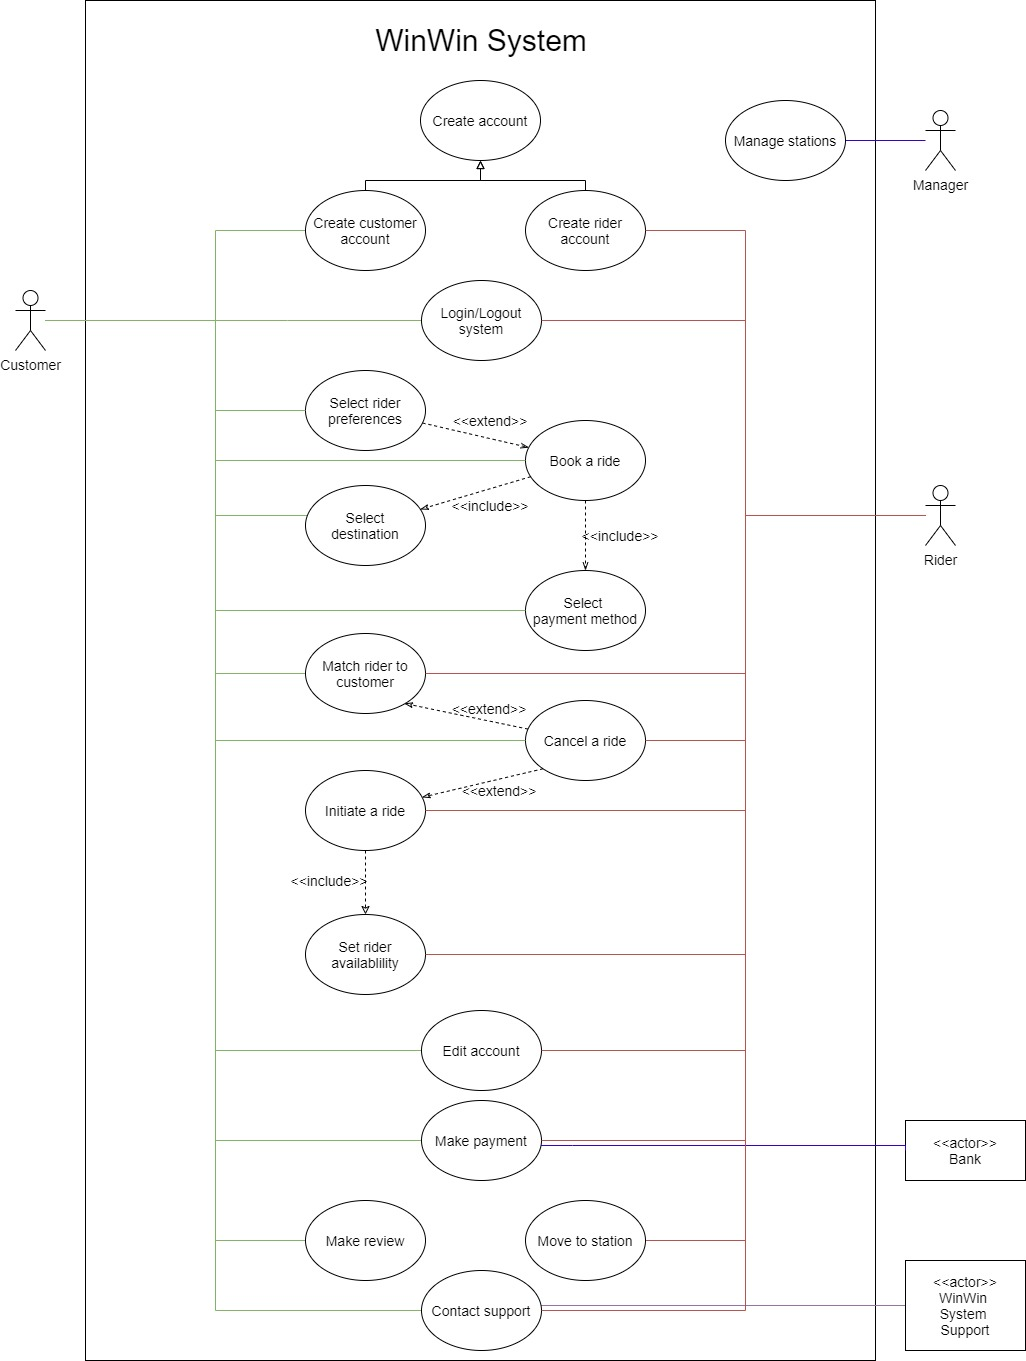 WinWin System
Create account
Manage stations
Manager
Create customer
account
Create rider
account
Login/Logout
system
Customer
Select rider
preferences
<<extend>>
Book a ride
<<include>>
Select
destination
<<include>>
Rider
Select
payment method
Match rider to
customer
<<extend>>
Cancel a ride
<<extend>>
Initiate a ride
<<include>>
Set rider
availablility
Edit account
Make payment
<<actor>>
Bank
Make review
Move to station
Contact support
<<actor>>
WinWin
System
Support